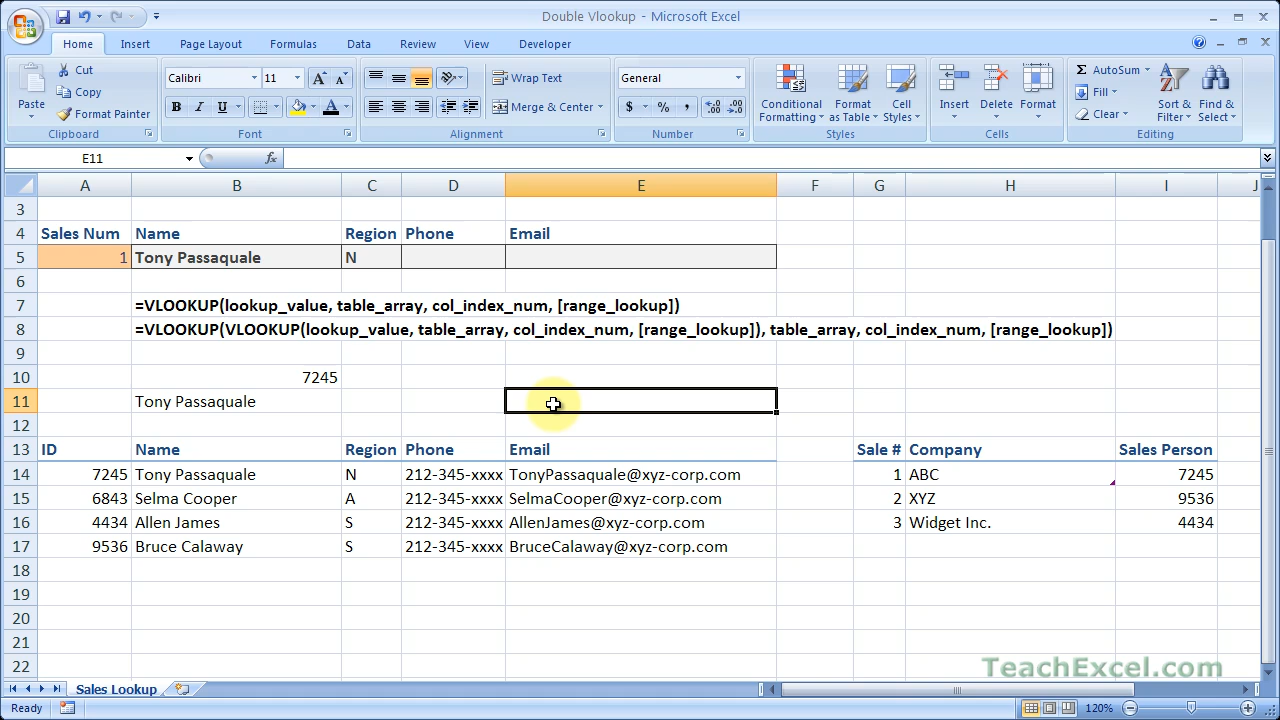 Double Vlookup - Microsoft Excel
Home Insert Page Layout Formulas Data Review View Developer
Paste Cut Copy Format Painter Clipboard
Calibri 11 A A B I U A Font
Wrap Text Merge & Center Alignment
General $ % , .0 .00 .00 .0 Number
Conditional Formatting Format as Table Cell Styles Styles
Insert Delete Format Cells
Σ AutoSum Fill Clear Sort & Filter Find & Select Editing
E11 fx
A B C D E F G H I J
3
4 Sales Num Name Region Phone Email
5 1 Tony Passaquale N
6
7 =VLOOKUP(lookup_value, table_array, col_index_num, [range_lookup])
8 =VLOOKUP(VLOOKUP(lookup_value, table_array, col_index_num, [range_lookup]), table_array, col_index_num, [range_lookup])
9
10 7245
11 Tony Passaquale
12
13 ID Name Region Phone Email Sale # Company Sales Person
14 7245 Tony Passaquale N 212-345-xxxx TonyPassaquale@xyz-corp.com 1 ABC 7245
15 6843 Selma Cooper A 212-345-xxxx SelmaCooper@xyz-corp.com 2 XYZ 9536
16 4434 Allen James S 212-345-xxxx AllenJames@xyz-corp.com 3 Widget Inc. 4434
17 9536 Bruce Calaway S 212-345-xxxx BruceCalaway@xyz-corp.com
18
19
20
21
22
TeachExcel.com
Sales Lookup
Ready 120%